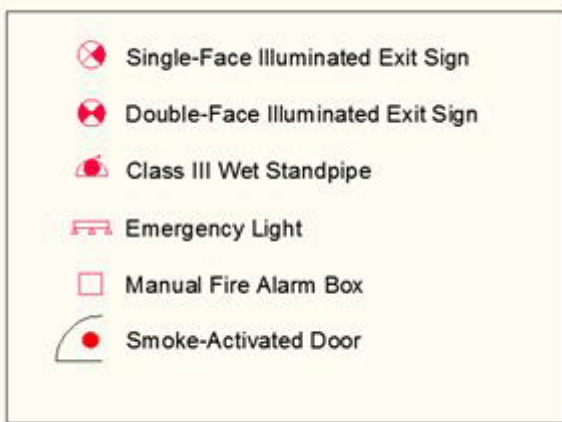 Single-Face Illuminated Exit Sign
Double-Face Illuminated Exit Sign
Class III Wet Standpipe
Emergency Light
Manual Fire Alarm Box
Smoke-Activated Door